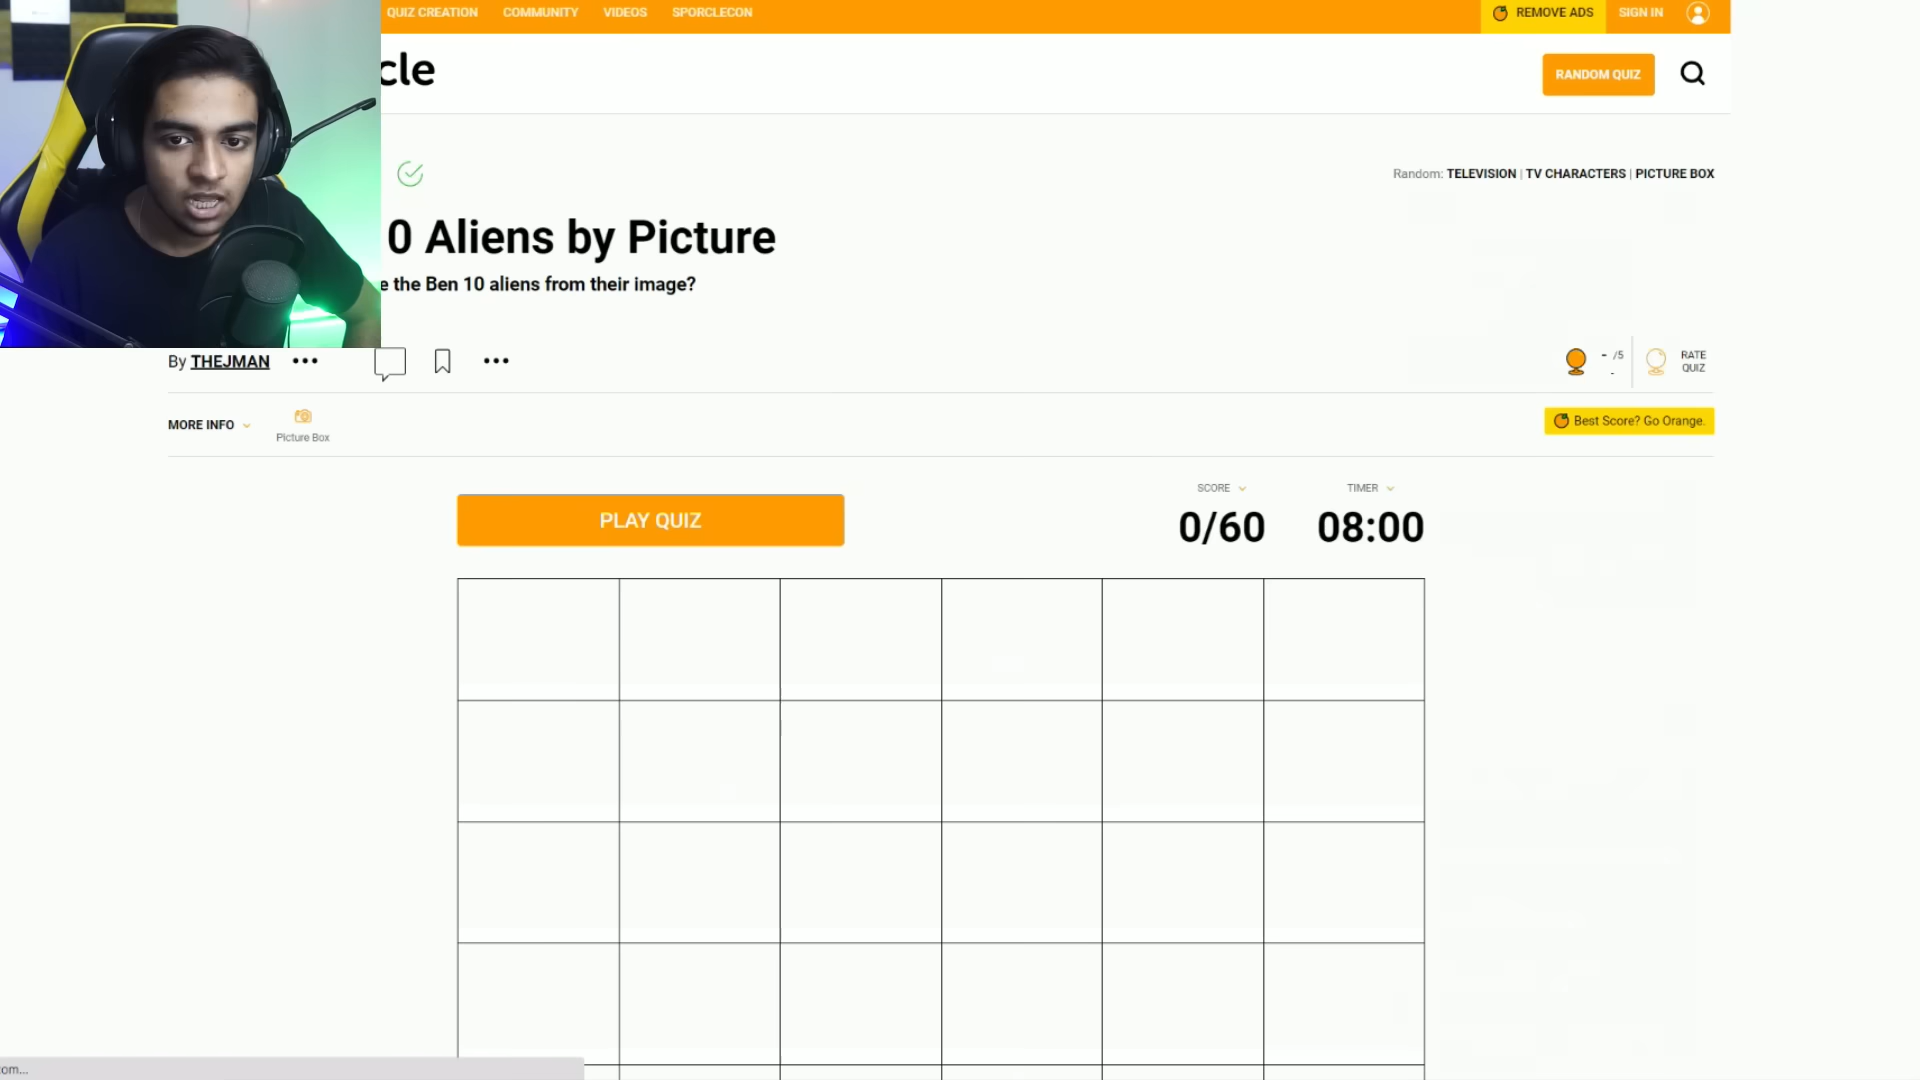 QUIZ CREATION COMMUNITY VIDEOS SPORCLECON REMOVE ADS SIGN IN
cle
RANDOM QUIZ
Random: TELEVISION | TV CHARACTERS | PICTURE BOX
0 Aliens by Picture
e the Ben 10 aliens from their image?
By THEJMAN
- /5
-
RATE
QUIZ
MORE INFO
Picture Box
Best Score? Go Orange.
PLAY QUIZ
SCORE
0/60
TIMER
08:00
om...